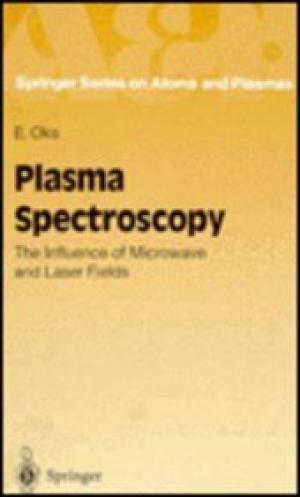 Springer Series on Atoms and Plasmas
E. Oks
Plasma
Spectroscopy
The Influence of Microwave
and Laser Fields
Springer